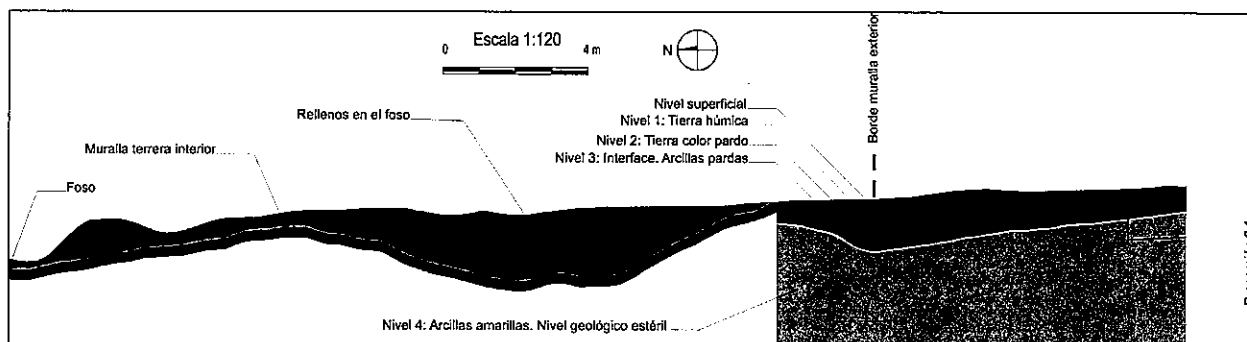 Escala 1:120
0 4 m
N
Borde muralla exterior
Nivel superficial
Nivel 1: Tierra húmica
Rellenos en el foso
Nivel 2: Tierra color pardo
Muralla terrera interior
Nivel 3: Interface. Arcillas pardas
Foso
Nivel 4: Arcillas amarillas. Nivel geológico estéril